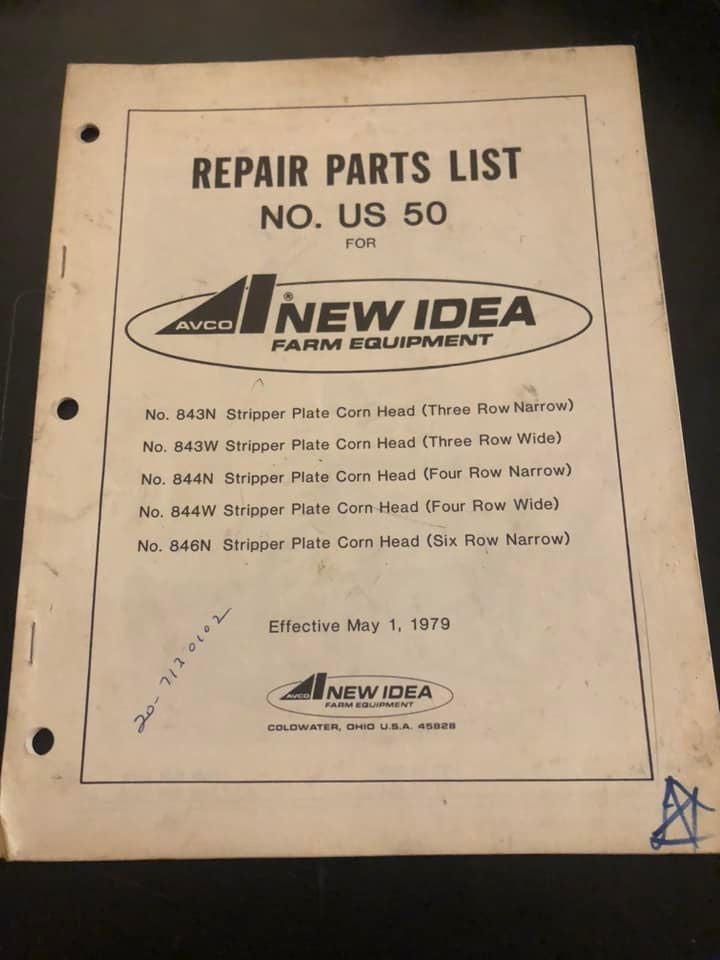 REPAIR PARTS LIST
NO. US 50
FOR
AVCO ® NEW IDEA
FARM EQUIPMENT
No. 843N Stripper Plate Corn Head (Three Row Narrow)
No. 843W Stripper Plate Corn Head (Three Row Wide)
No. 844N Stripper Plate Corn Head (Four Row Narrow)
No. 844W Stripper Plate Corn Head (Four Row Wide)
No. 846N Stripper Plate Corn Head (Six Row Narrow)
Effective May 1, 1979
AVCO NEW IDEA
FARM EQUIPMENT
COLDWATER, OHIO U.S.A. 45828